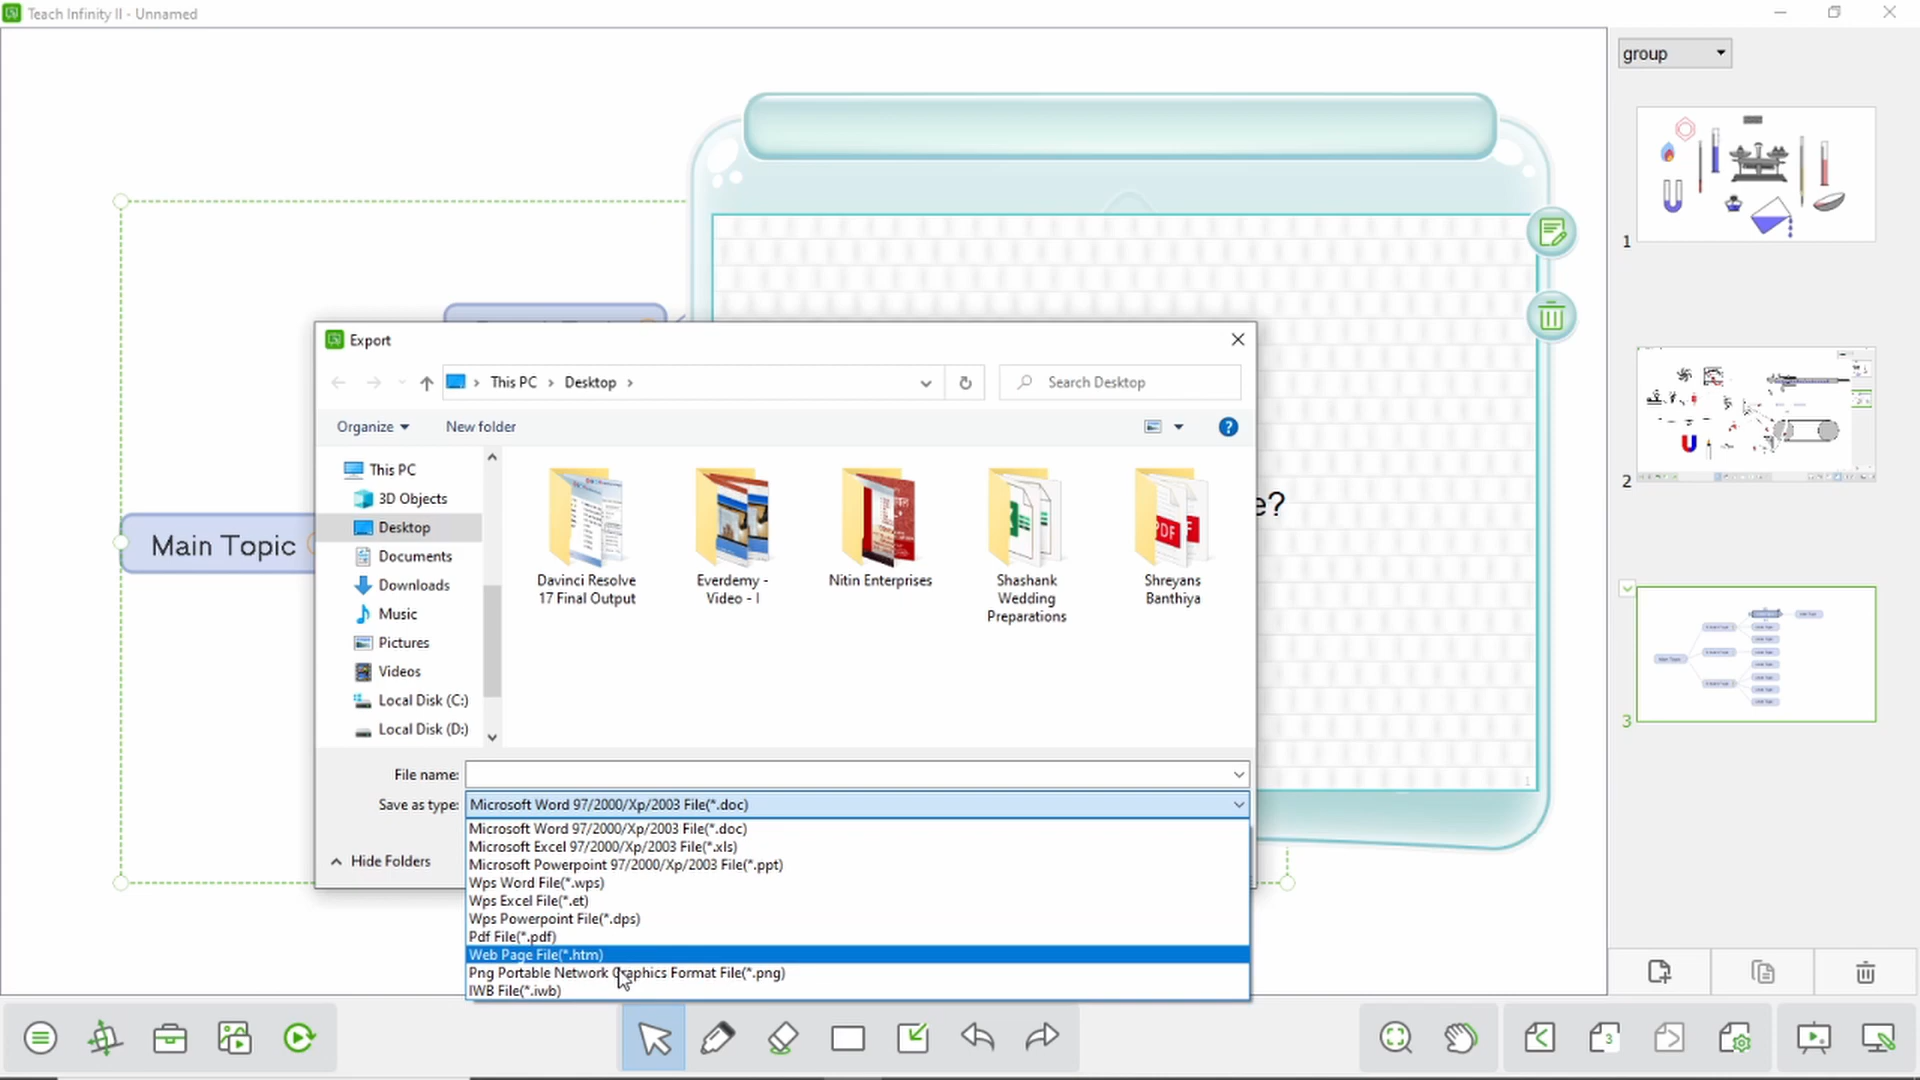 Teach Infinity II - Unnamed
group
1
2
3
Main Topic
e?
1
Export
This PC
Desktop
Search Desktop
Organize
New folder
?
This PC
3D Objects
Desktop
Documents
Downloads
Music
Pictures
Videos
Local Disk (C:)
Local Disk (D:)
Davinci Resolve
17 Final Output
Everdemy -
Video - I
Nitin Enterprises
Shashank
Wedding
Preparations
PDF
Shreyans
Banthiya
File name:
Save as type: Microsoft Word 97/2000/Xp/2003 File(*.doc)
Microsoft Word 97/2000/Xp/2003 File(*.doc)
Microsoft Excel 97/2000/Xp/2003 File(*.xls)
Microsoft Powerpoint 97/2000/Xp/2003 File(*.ppt)
Wps Word File(*.wps)
Wps Excel File(*.et)
Wps Powerpoint File(*.dps)
Pdf File(*.pdf)
Web Page File(*.htm)
Png Portable Network Graphics Format File(*.png)
IWB File(*.iwb)
Hide Folders
3